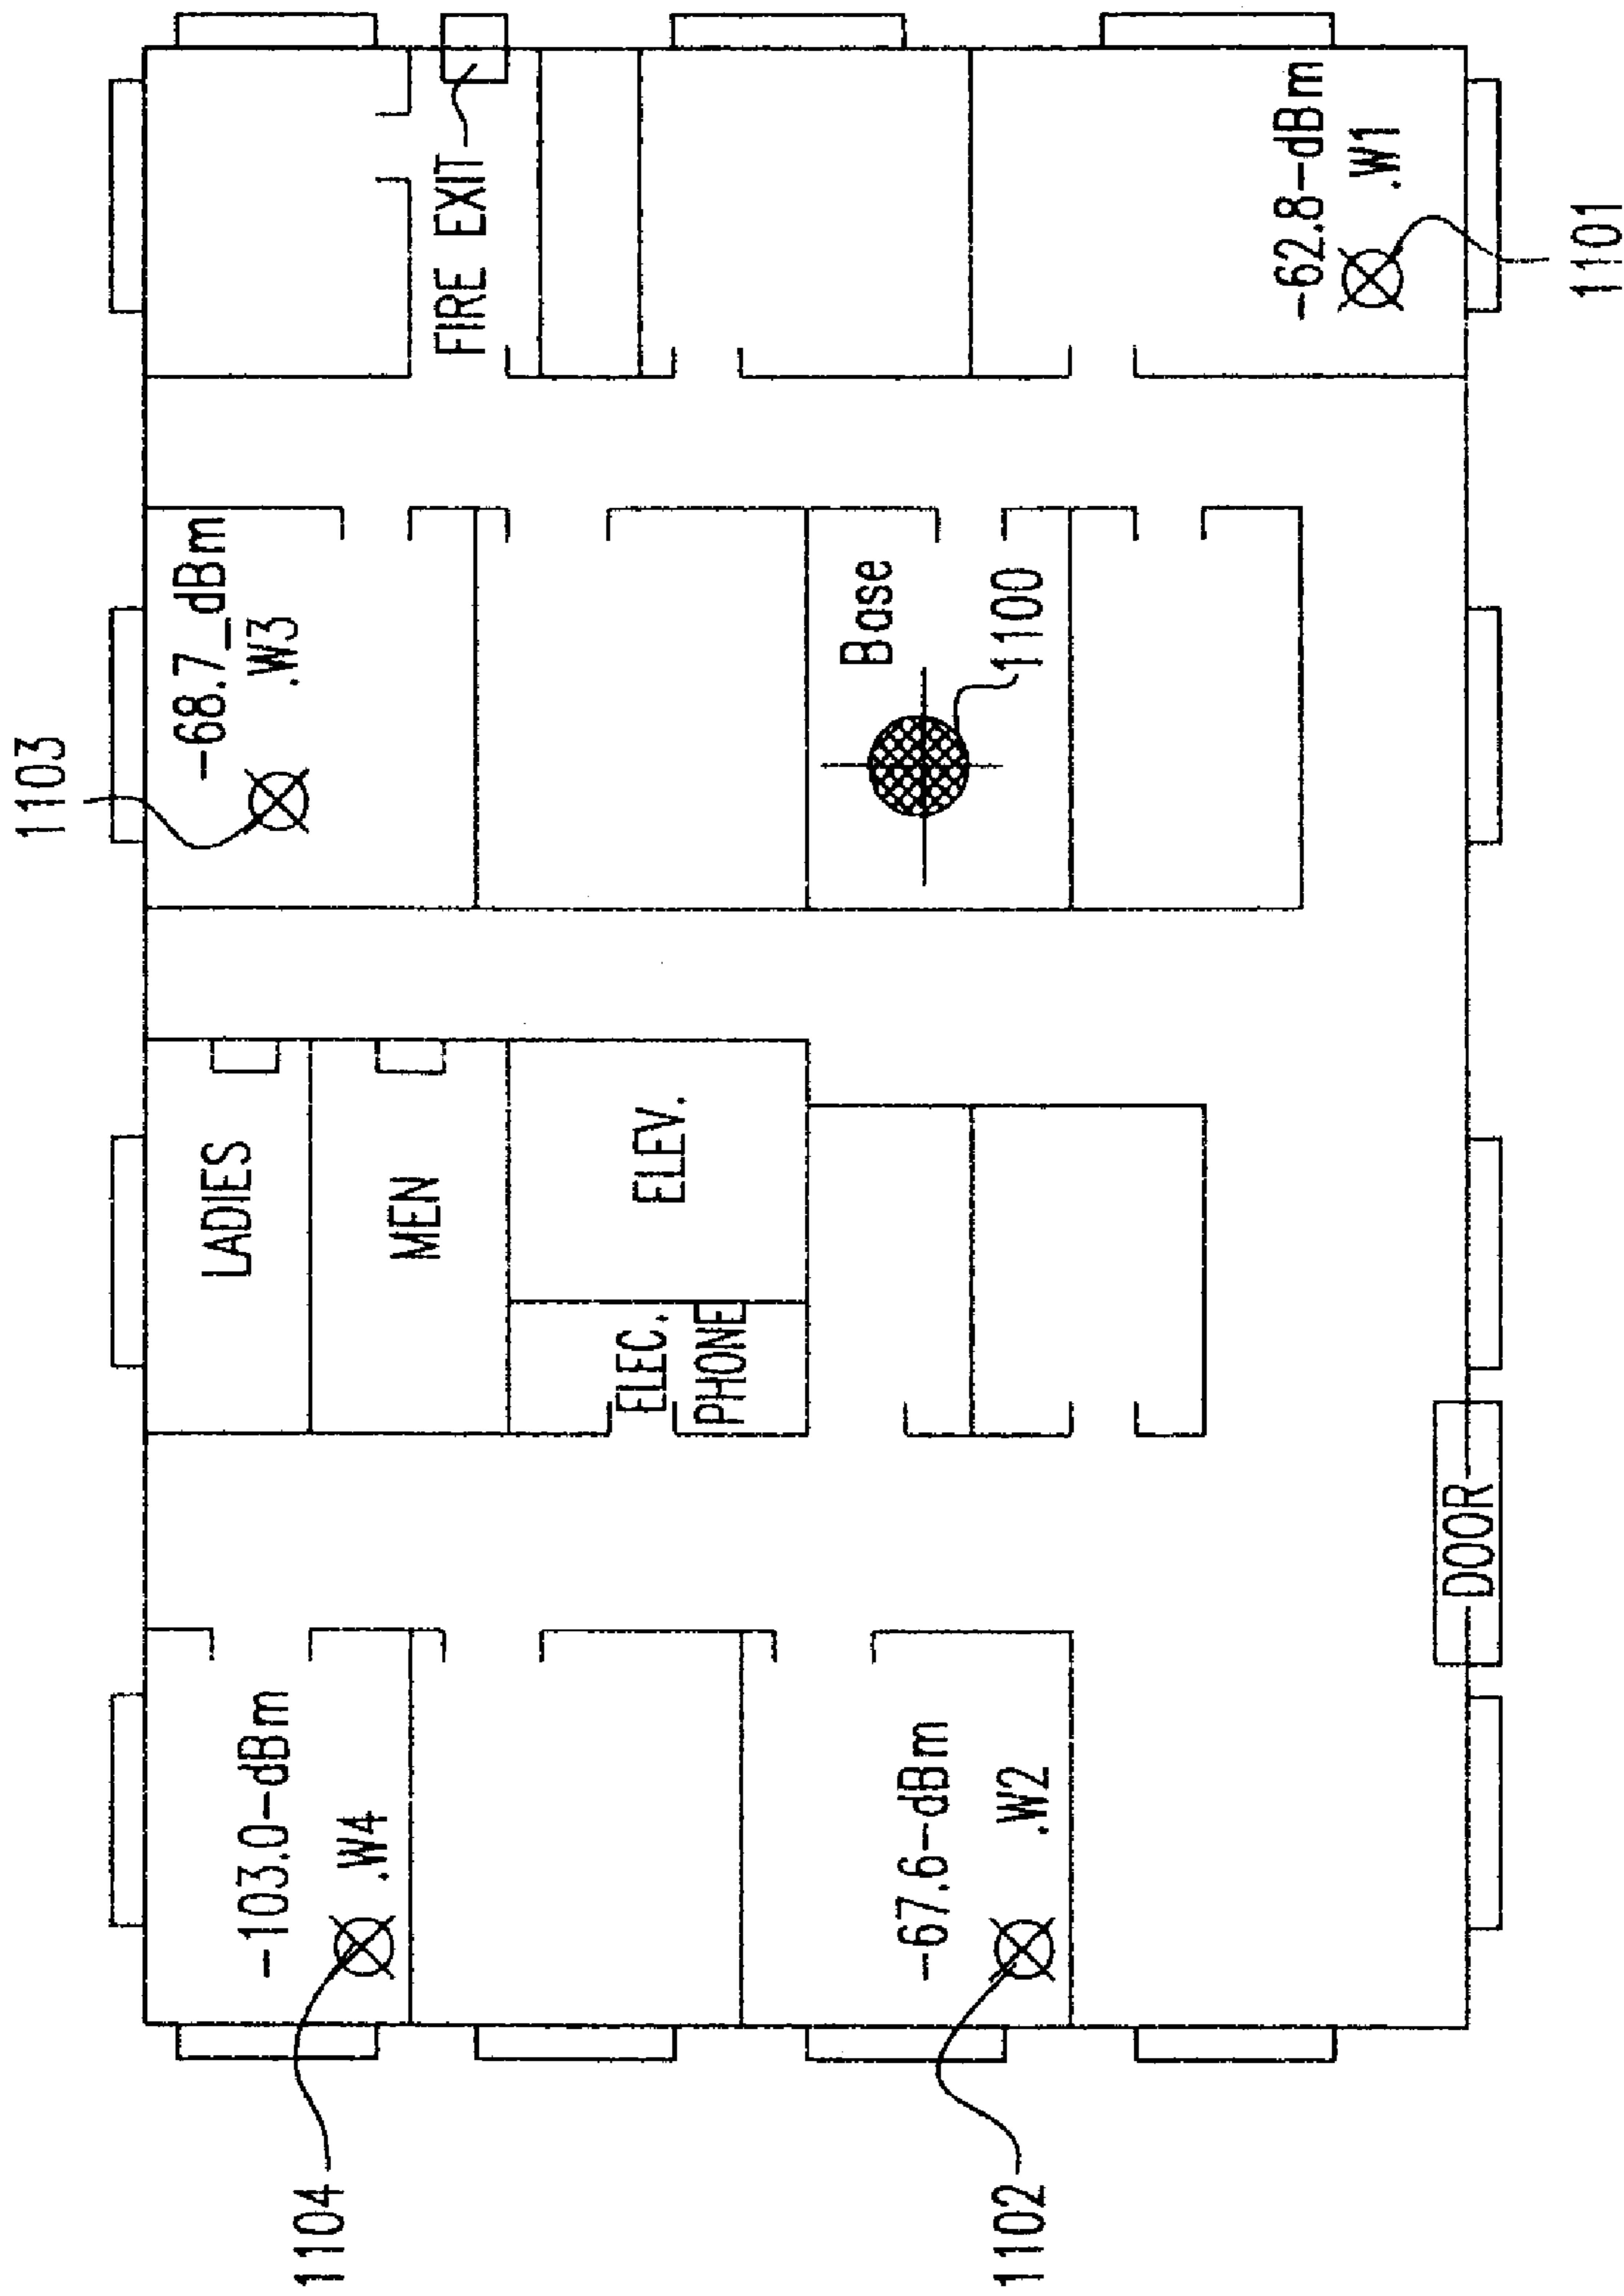 1104
-103.0-dBm
.W4
LADIES
1103
-68.7_dBm
.W3
MEN
FIRE EXIT
ELEC.
PHONE
ELEV.
1102
-67.6-dBm
.W2
Base
1100
-62.8-dBm
.W1
DOOR
1101